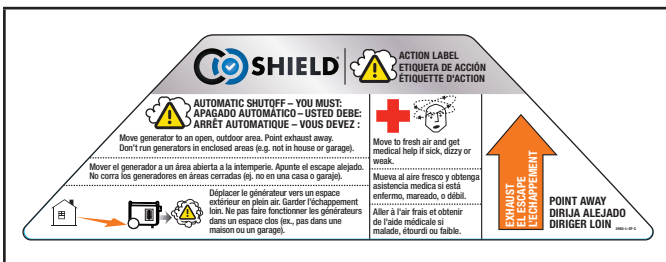 CO SHIELD®
ACTION LABEL
ETIQUETA DE ACCIÓN
ÉTIQUETTE D'ACTION
AUTOMATIC SHUTOFF – YOU MUST:
APAGADO AUTOMÁTICO – USTED DEBE:
ARRÊT AUTOMATIQUE – VOUS DEVEZ :
Move generator to an open, outdoor area. Point exhaust away.
Don't run generators in enclosed areas (e.g. not in house or garage).
Mover el generador a un área abierta a la intemperie. Apunte el escape alejado.
No corra los generadores en áreas cerradas (ej. no en una casa o garaje).
Déplacer le générateur vers un espace
extérieur en plein air. Garder l'échappement
loin. Ne pas faire fonctionner les générateurs
dans un espace clos (ex., pas dans une
maison ou un garage).
Move to fresh air and get
medical help if sick, dizzy or
weak.
Mueva al aire fresco y obtenga
asistencia medica si está
enfermo, mareado, o débil.
Aller à l'air frais et obtenir
de l'aide médicale si
malade, étourdi ou faible.
EXHAUST
EL ESCAPE
L'ÉCHAPPEMENT
POINT AWAY
DIRIJA ALEJADO
DIRIGER LOIN